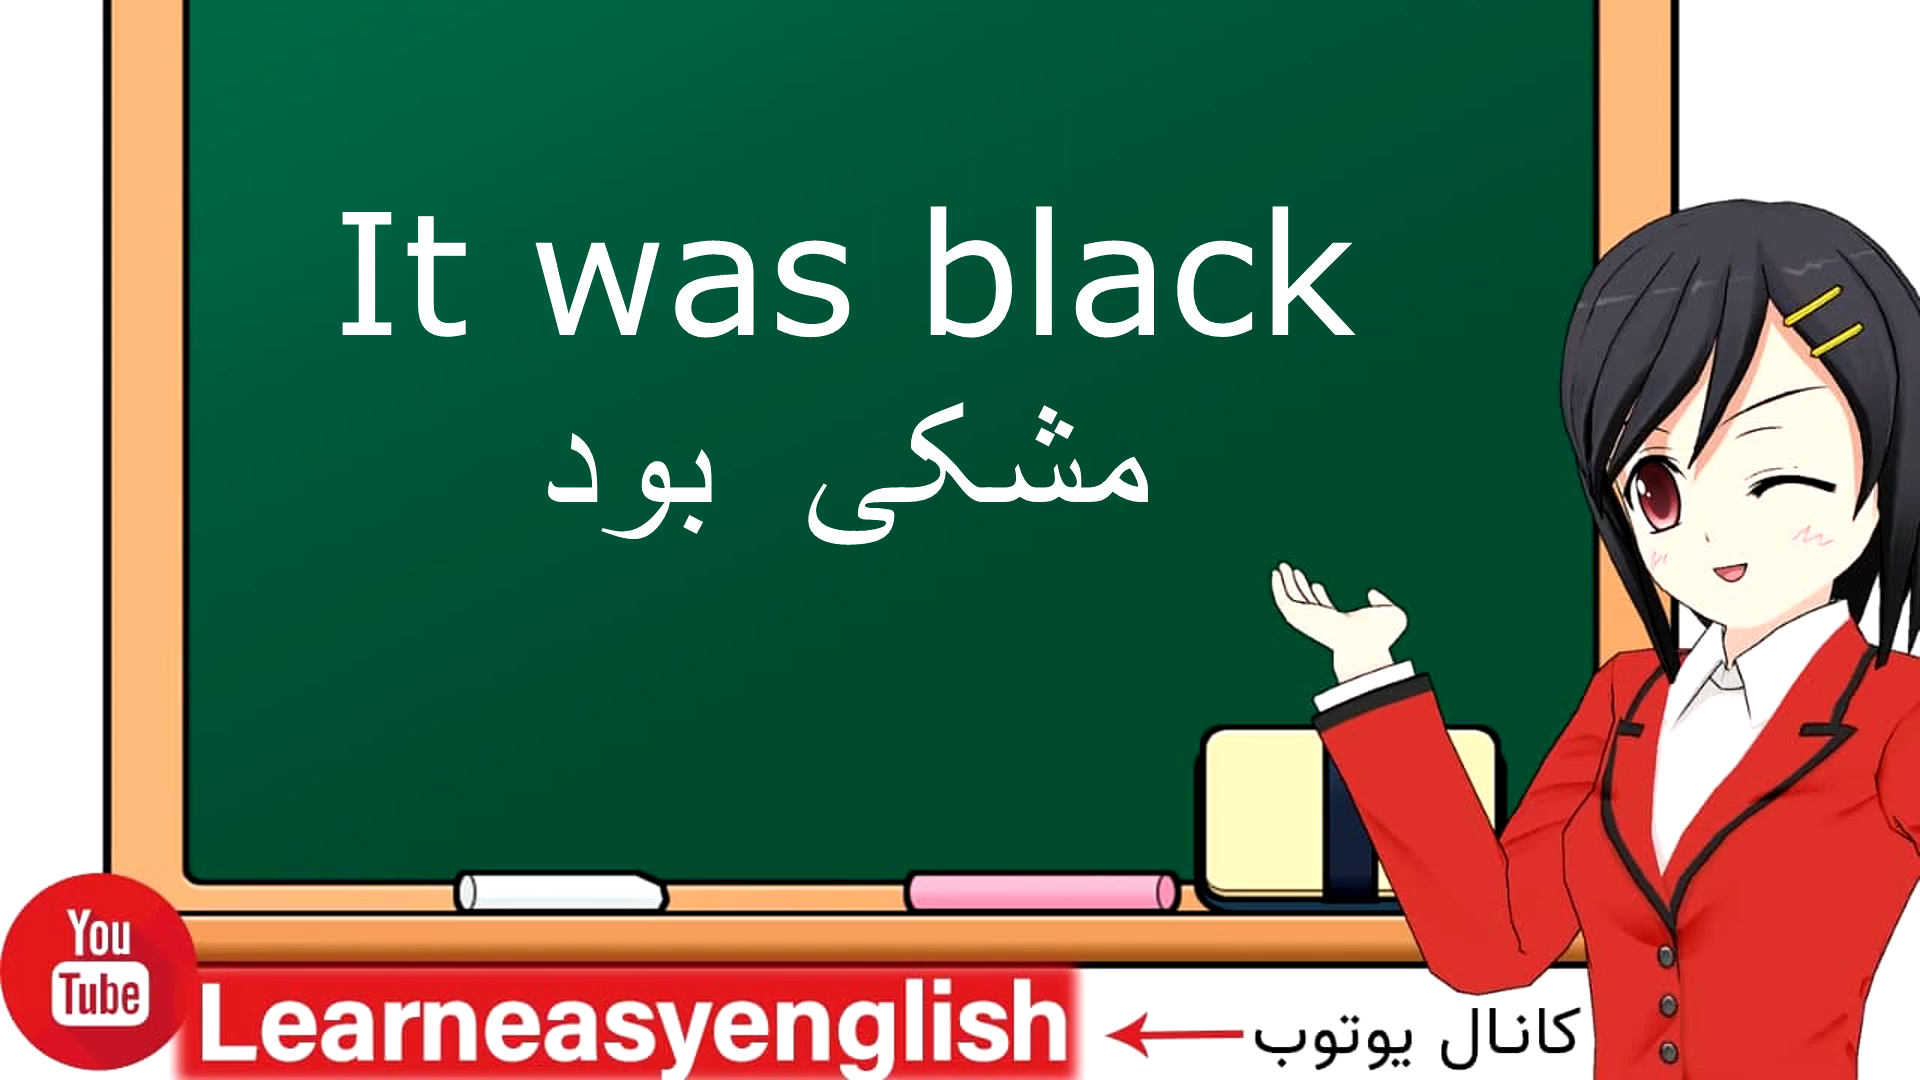 It was black
مشکی بود
You
Tube
Learneasyenglish
کانال یوتوب